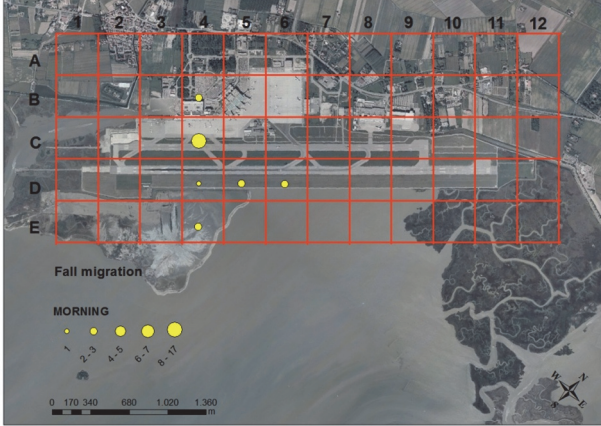 1 2 3 4 5 6 7 8 9 10 11 12
A
B
C
D
E
Fall migration
MORNING
1 2 - 3 4 - 5 6 - 7 8 - 17
0 170 340 680 1.020 1.360
m
N
W
E
S